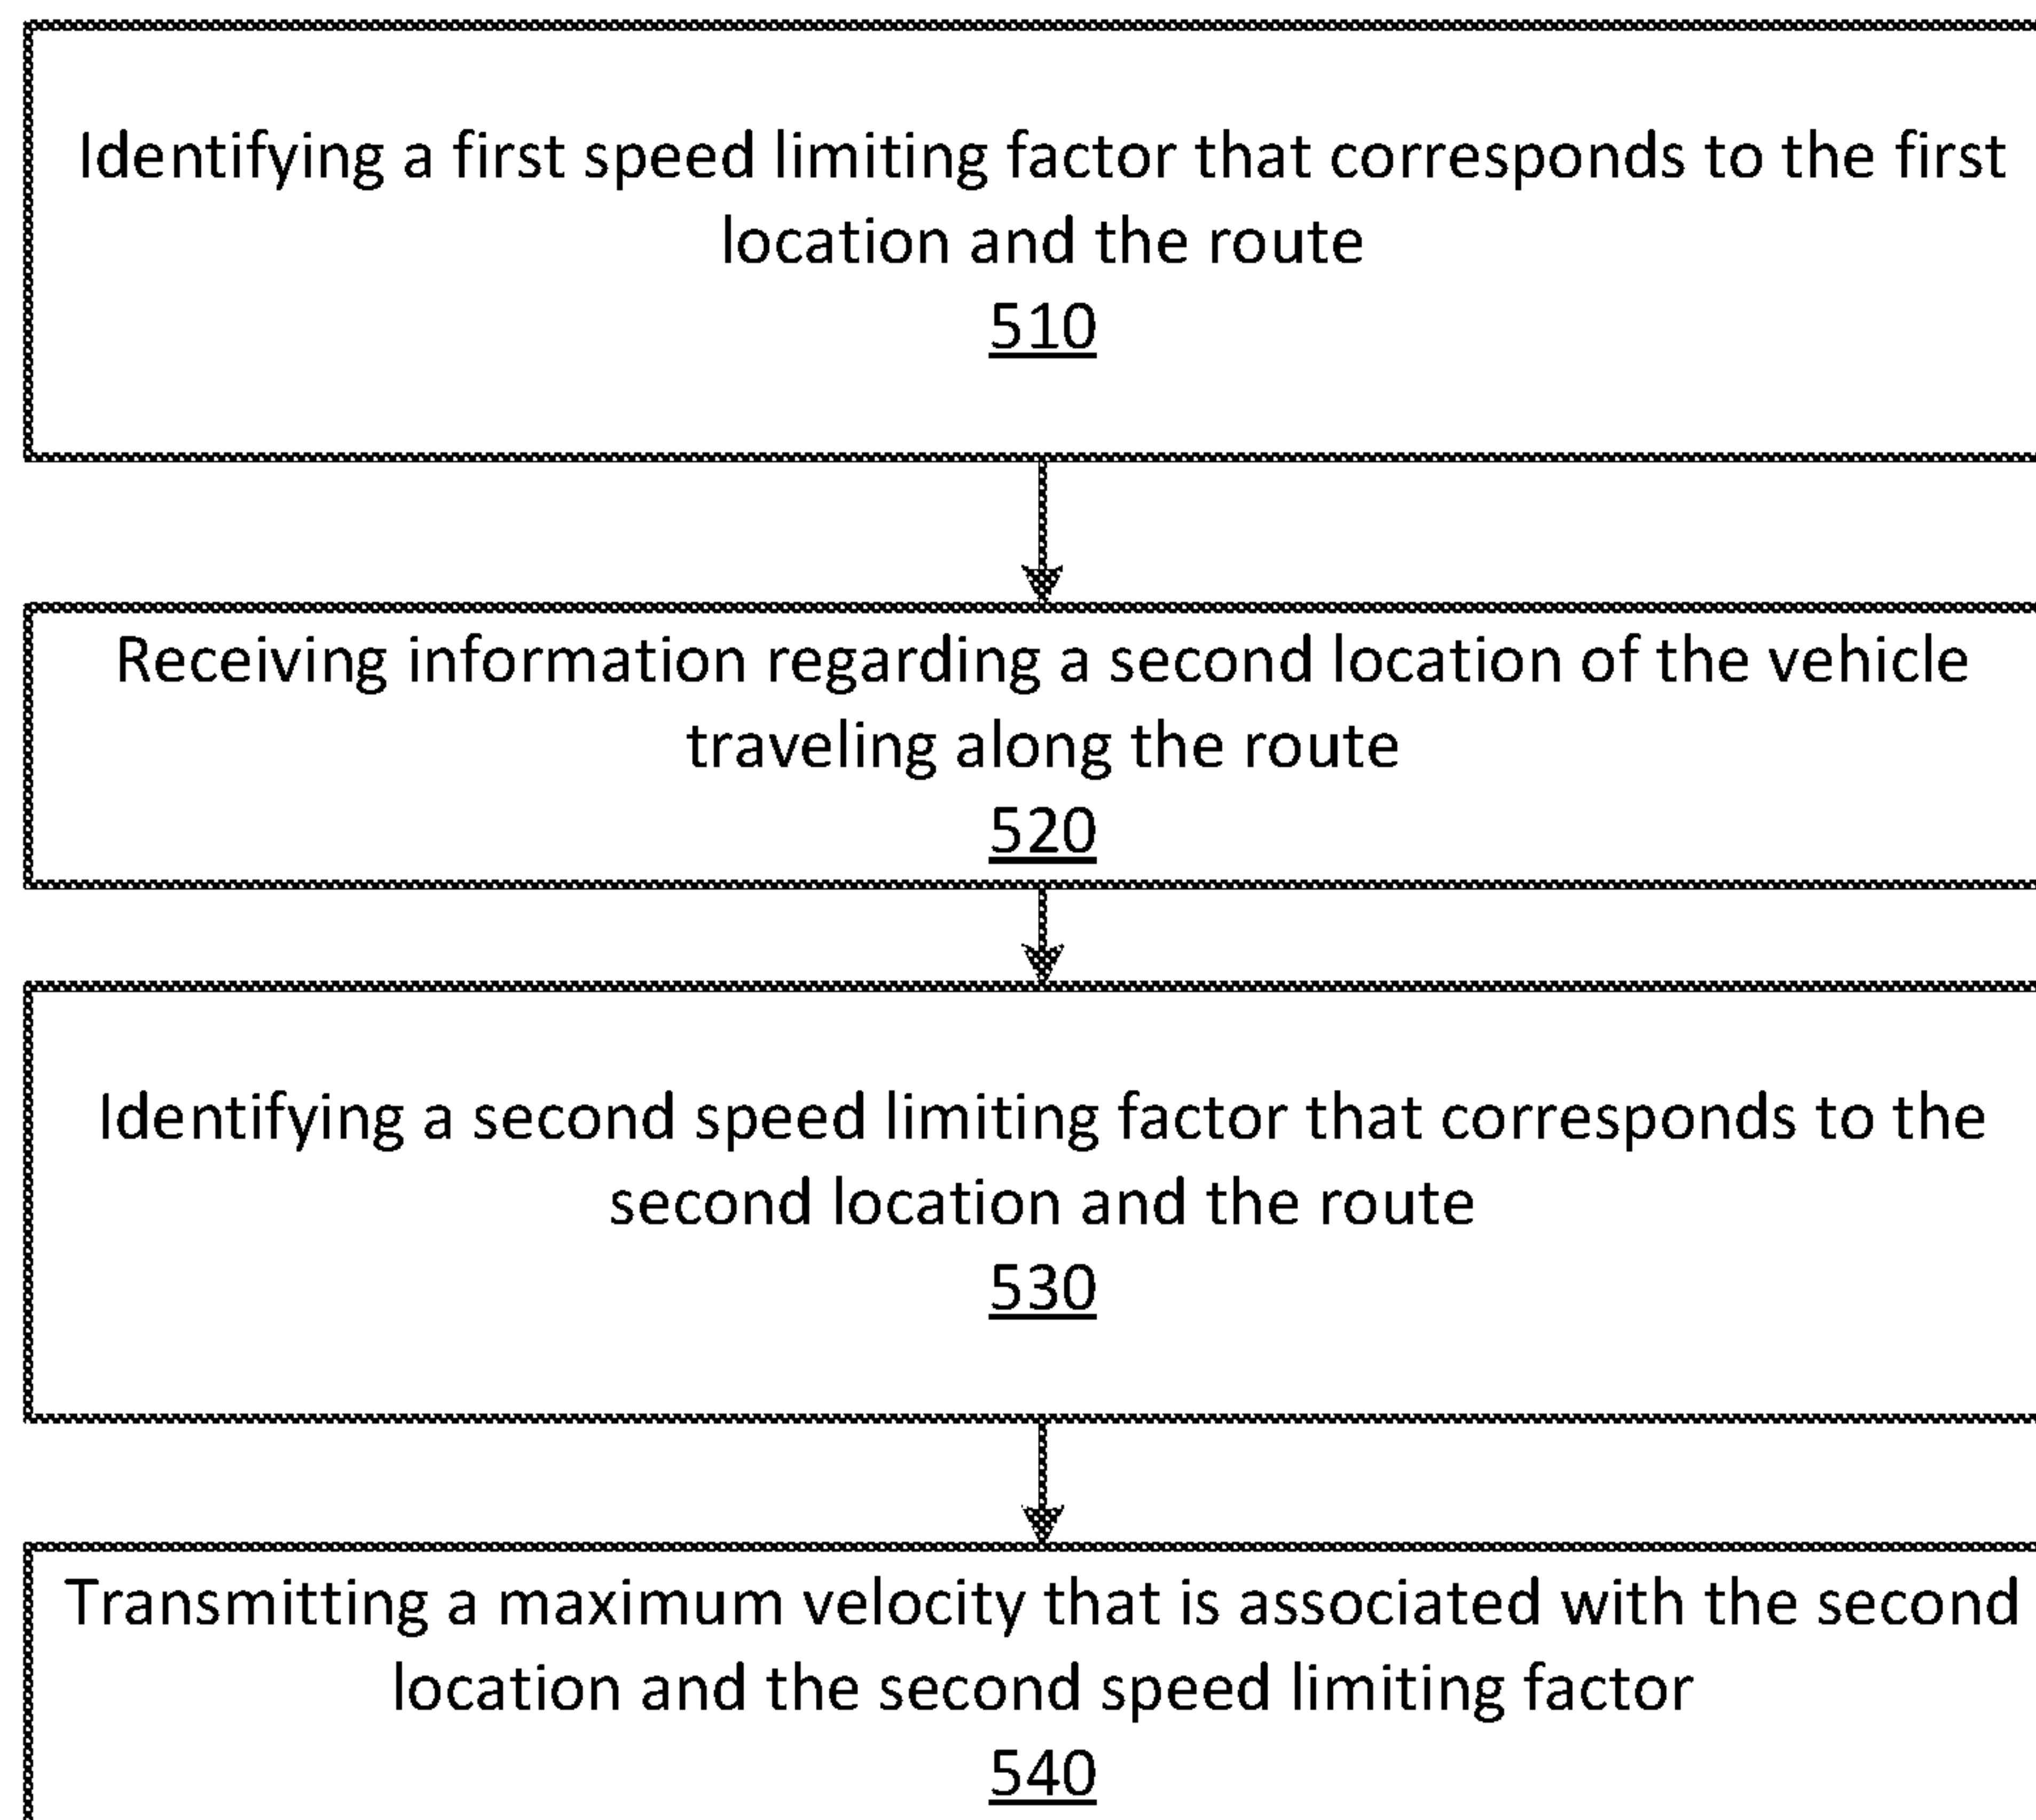 Identifying a first speed limiting factor that corresponds to the first
location and the route
510
Receiving information regarding a second location of the vehicle
traveling along the route
520
Identifying a second speed limiting factor that corresponds to the
second location and the route
530
Transmitting a maximum velocity that is associated with the second
location and the second speed limiting factor
540